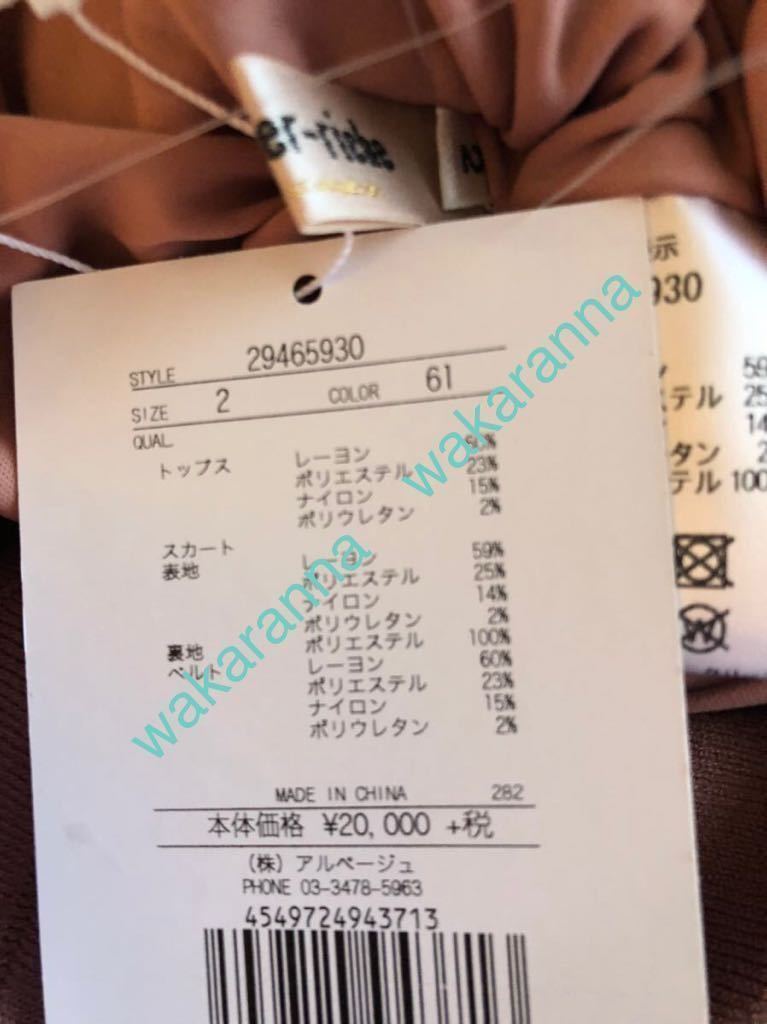 er-riche
示
930
STYLE 29465930
SIZE 2 COLOR 61
QUAL
トップス レーヨン 60%
ポリエステル 23%
ナイロン 15%
ポリウレタン 2%
スカート
表地 レーヨン 59%
ポリエステル 25%
ナイロン 14%
ポリウレタン 2%
裏地 ポリエステル 100%
ベルト レーヨン 60%
ポリエステル 23%
ナイロン 15%
ポリウレタン 2%
MADE IN CHINA 282
本体価格 ¥20,000 +税
(株) アルページュ
PHONE 03-3478-5963
4549724943713
59
テル 25
14
タン 2
テル 100
W
wakaranna
wakaranna